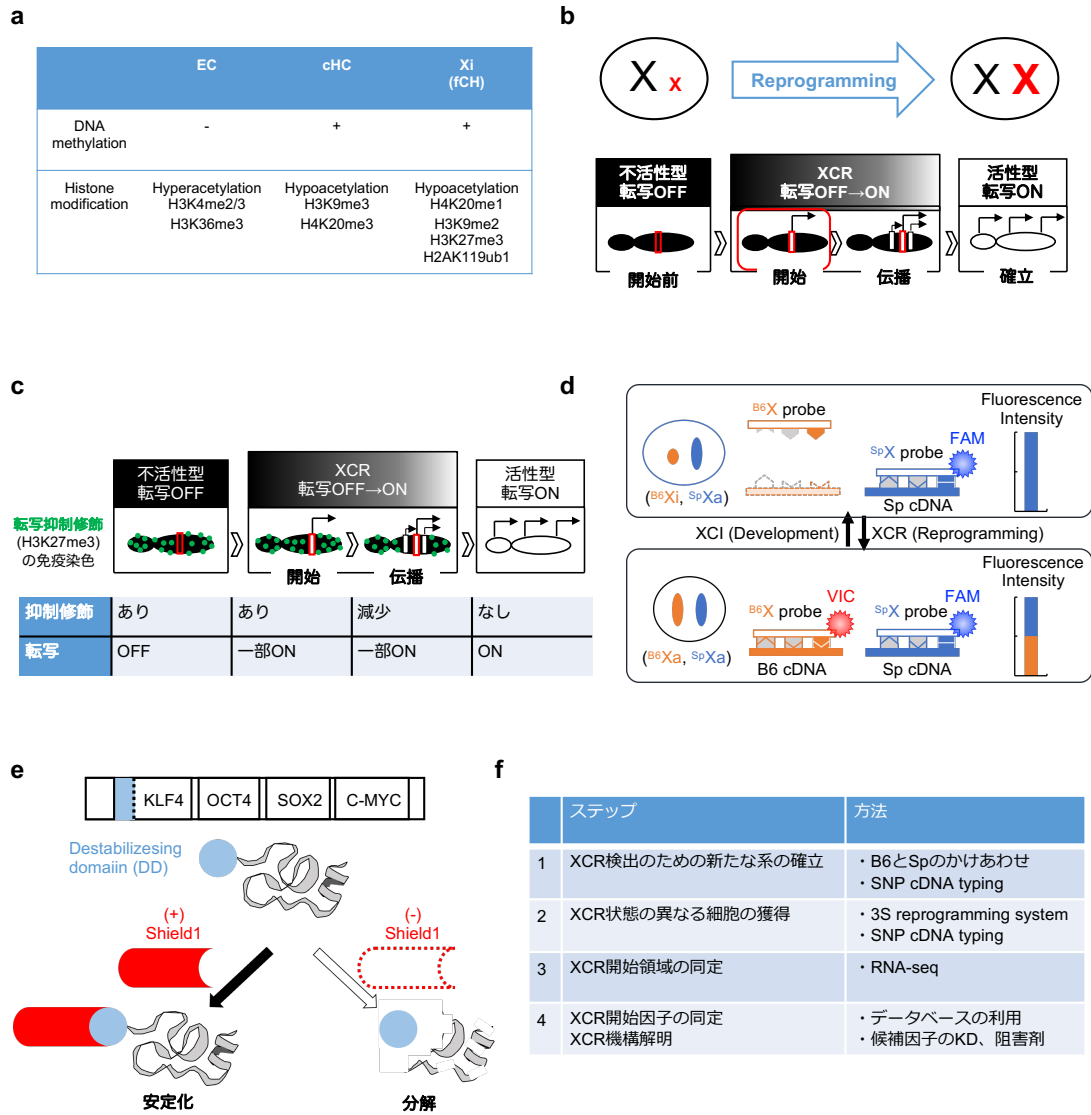 a
EC
cHC
Xi
(fCH)
DNA
methylation
-
+
+
Histone
modification
Hyperacetylation
H3K4me2/3
H3K36me3
Hypoacetylation
H3K9me3
H4K20me3
Hypoacetylation
H4K20me1
H3K9me2
H3K27me3
H2AK119ub1
b
X x
Reprogramming
X X
不活性型
転写OFF
XCR
転写OFF→ON
活性型
転写ON
開始前
開始
伝播
確立
c
不活性型
転写OFF
XCR
転写OFF→ON
活性型
転写ON
転写抑制修飾
(H3K27me3)
の免疫染色
開始
伝播
抑制修飾 あり あり 減少 なし
転写 OFF 一部ON 一部ON ON
d
B6X probe
Fluorescence
Intensity
FAM
SpX probe
(B6Xi, SpXa)
Sp cDNA
XCI (Development)
XCR (Reprogramming)
Fluorescence
Intensity
VIC
FAM
B6X probe
SpX probe
(B6Xa, SpXa)
B6 cDNA
Sp cDNA
e
KLF4 OCT4 SOX2 C-MYC
Destabilizesing
domaiin (DD)
(+)
Shield1
(-)
Shield1
安定化
分解
f
ステップ 方法
1 XCR検出のための新たな系の確立
・B6とSpのかけあわせ
・SNP cDNA typing
2 XCR状態の異なる細胞の獲得
・3S reprogramming system
・SNP cDNA typing
3 XCR開始領域の同定
・RNA-seq
4 XCR開始因子の同定
XCR機構解明
・データベースの利用
・候補因子のKD、阻害剤